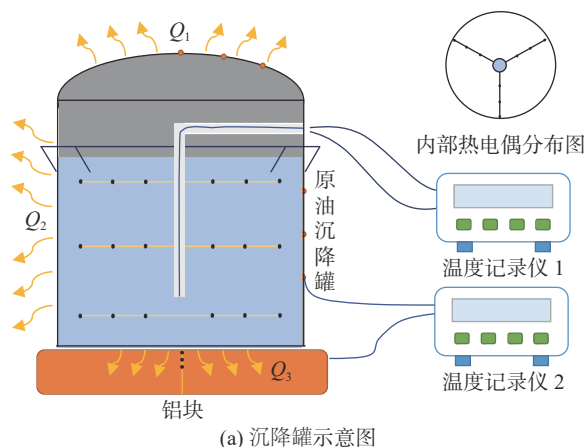 Q₁
内部热电偶分布图
原油沉降罐
Q₂
温度记录仪 1
Q₃
温度记录仪 2
铝块
(a) 沉降罐示意图